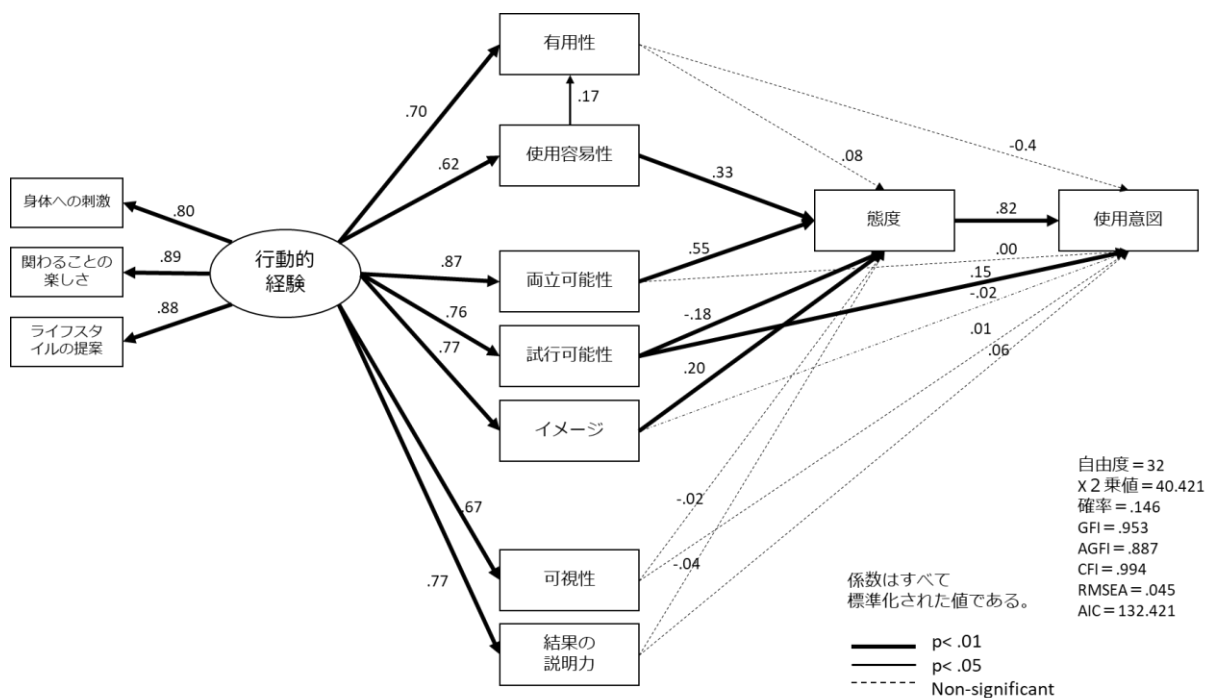 有用性
.17
.70
使用容易性
-0.4
.62
.08
.33
身体への刺激
.80
態度
.82
使用意図
関わることの
楽しさ
.89
行動的
経験
.87
両立可能性
.55
.00
.15
ライフスタ
イルの提案
.88
.76
試行可能性
-.18
-.02
.77
.20
.01
.06
イメージ
.67
-.02
.77
可視性
-.04
結果の
説明力
自由度＝32
X２乗値＝40.421
確率＝.146
GFI＝.953
AGFI＝.887
CFI＝.994
RMSEA＝.045
AIC＝132.421
係数はすべて
標準化された値である。
p< .01
p< .05
Non-significant